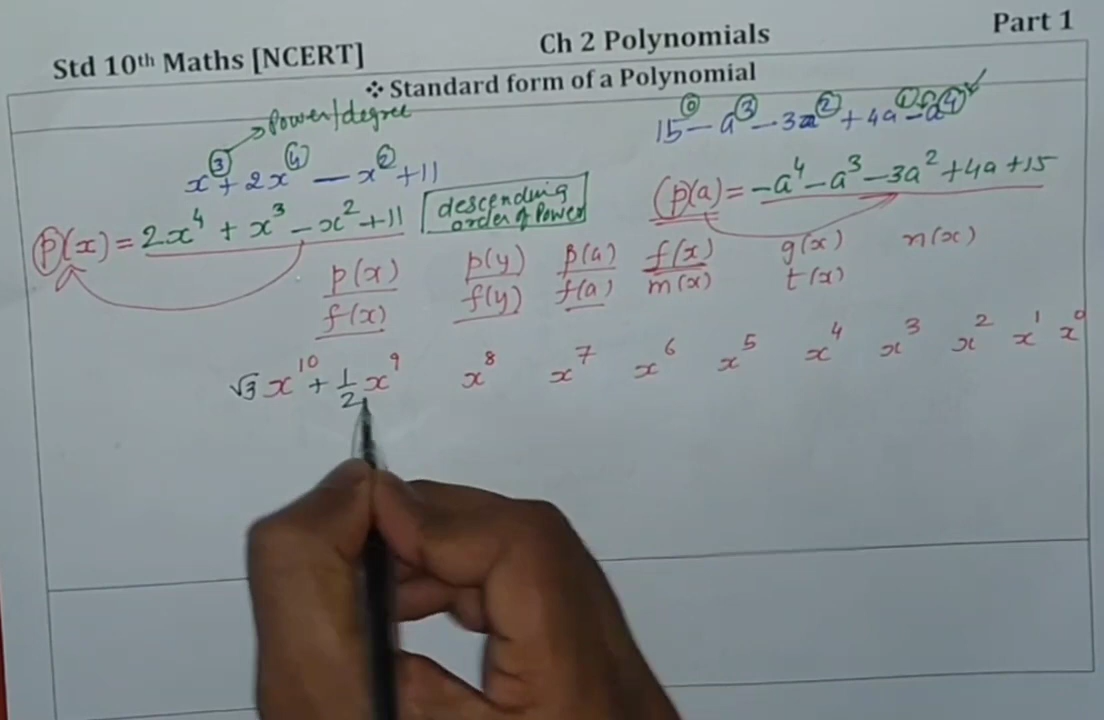 Std 10th Maths [NCERT] Ch 2 Polynomials Part 1
❖ Standard form of a Polynomial
Power/degree
x³ + 2x⁴ – x² + 11
15⁰ – a³ – 3a² + 4a¹ – a⁴ ✓
p(x) = 2x⁴ + x³ – x² + 11
descending
order of Power
p(a) = –a⁴ – a³ – 3a² + 4a + 15
p(x) p(y) p(a) f(x) g(x) n(x)
f(x) f(y) f(a) m(x) t(x)
√3 x¹⁰ + 1/2 x⁹ x⁸ x⁷ x⁶ x⁵ x⁴ x³ x² x¹ x⁰